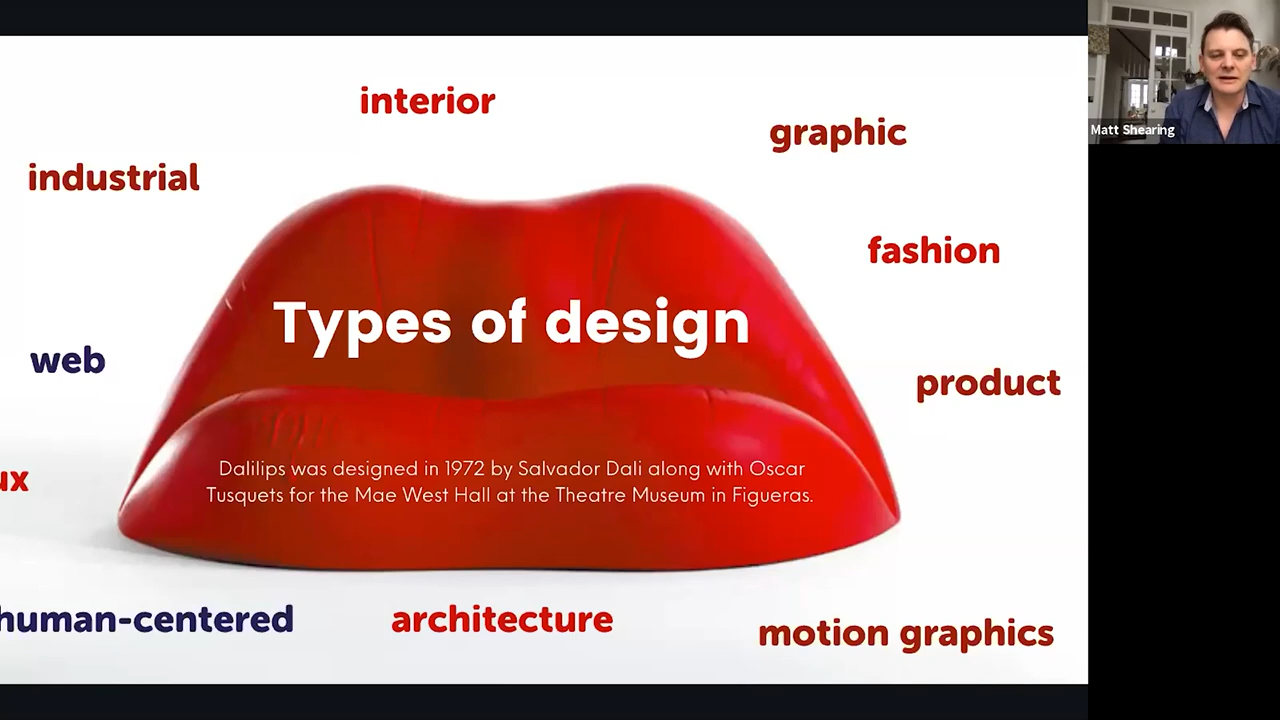 interior
graphic
Matt Shearing
industrial
fashion
Types of design
web
product
Dalilips was designed in 1972 by Salvador Dali along with Oscar
Tusquets for the Mae West Hall at the Theatre Museum in Figueras.
ux
human-centered
architecture
motion graphics